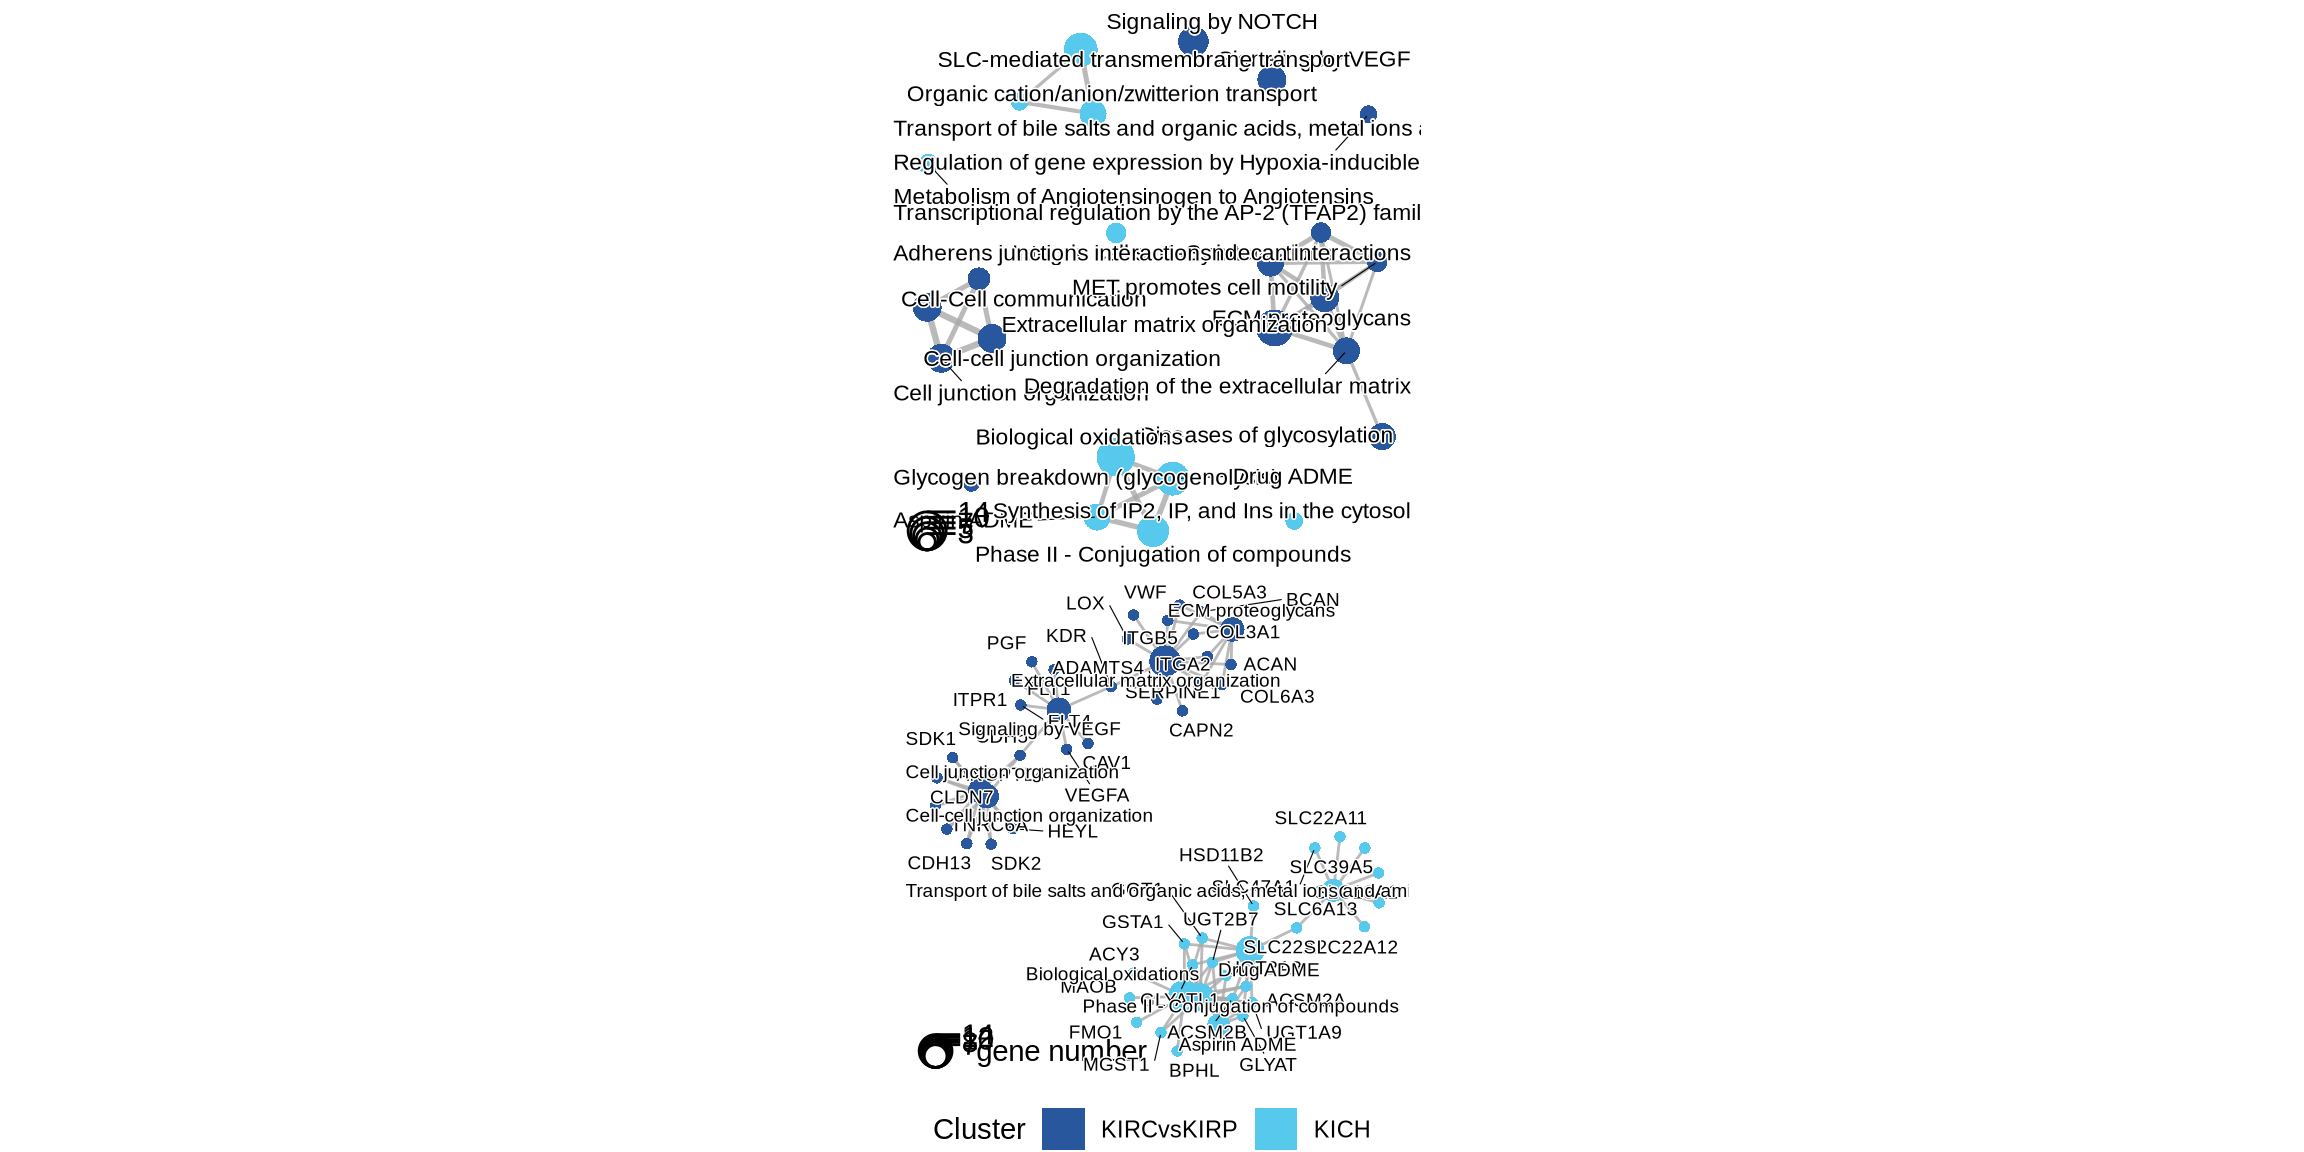 Signaling by NOTCH
SLC-mediated transmembrane transport
VEGF
Organic cation/anion/zwitterion transport
Transport of bile salts and organic acids, metal ions
Regulation of gene expression by Hypoxia-inducible
Metabolism of Angiotensinogen to Angiotensins
Transcriptional regulation by the AP-2 (TFAP2) famil
Adherens junctions interactions
Syndecan interactions
MET promotes cell motility
Cell-Cell communication
ECM proteoglycans
Extracellular matrix organization
Cell-cell junction organization
Degradation of the extracellular matrix
Cell junction organization
Biological oxidations
Diseases of glycosylation
Glycogen breakdown (glycogenolysis)
Drug ADME
Synthesis of IP2, IP, and Ins in the cytosol
Aspirin ADME
14
10
3
Phase II - Conjugation of compounds
VWF
COL5A3
LOX
BCAN
ECM proteoglycans
KDR
ITGB5
COL3A1
PGF
ADAMTS4
ITGA2
ACAN
Extracellular matrix organization
FLT1
SERPINE1
COL6A3
ITPR1
FLT4
Signaling by VEGF
CAPN2
SDK1
CDH5
CAV1
Cell junction organization
CLDN7
VEGFA
Cell-cell junction organization
TNRC6A
HEYL
SLC22A11
CDH13
SDK2
HSD11B2
SLC39A5
Transport of bile salts and organic acids, metal ions and ami
SLC47A1
SLC6A13
GSTA1
UGT2B7
SLC22A12
ACY3
Biological oxidations
Drug ADME
MAOB
GLYATL1
ACSM2A
Phase II - Conjugation of compounds
FMO1
ACSM2B
UGT1A9
Aspirin ADME
14
gene number
MGST1
BPHL
GLYAT
Cluster
KIRCvsKIRP
KICH